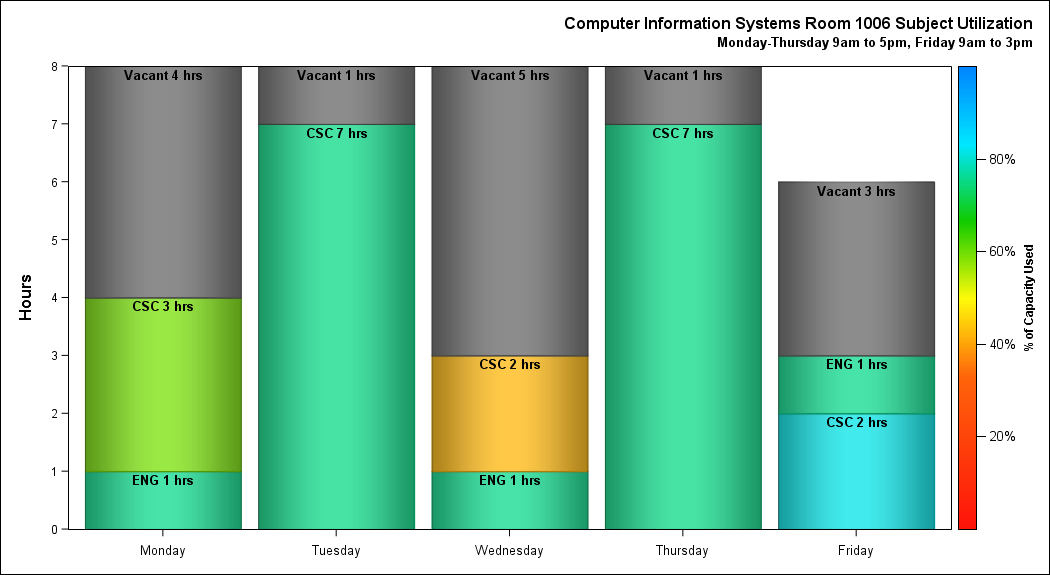 Computer Information Systems Room 1006 Subject Utilization
Monday-Thursday 9am to 5pm, Friday 9am to 3pm
Hours
8
7
6
5
4
3
2
1
0
Vacant 4 hrs
CSC 3 hrs
ENG 1 hrs
Vacant 1 hrs
CSC 7 hrs
Vacant 5 hrs
CSC 2 hrs
ENG 1 hrs
Vacant 1 hrs
CSC 7 hrs
Vacant 3 hrs
ENG 1 hrs
CSC 2 hrs
Monday
Tuesday
Wednesday
Thursday
Friday
80%
60%
40%
20%
% of Capacity Used